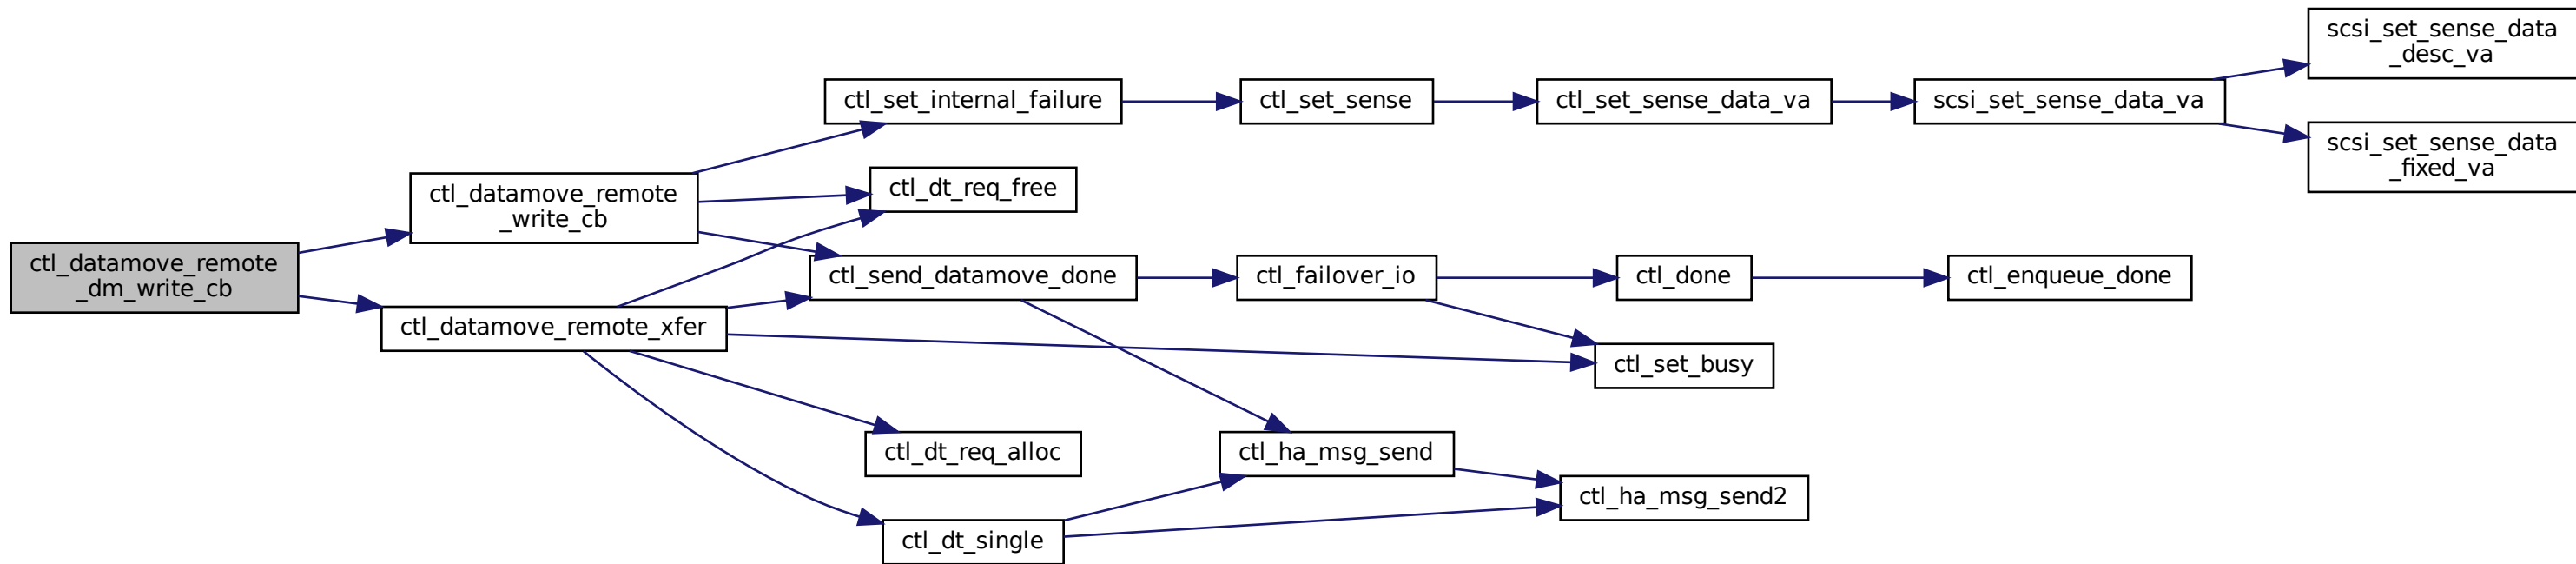 ctl_datamove_remote
_dm_write_cb
ctl_datamove_remote
_write_cb
ctl_datamove_remote_xfer
ctl_set_internal_failure
ctl_dt_req_free
ctl_send_datamove_done
ctl_dt_req_alloc
ctl_dt_single
ctl_set_sense
ctl_failover_io
ctl_ha_msg_send
ctl_set_sense_data_va
ctl_done
ctl_set_busy
ctl_ha_msg_send2
scsi_set_sense_data_va
ctl_enqueue_done
scsi_set_sense_data
_desc_va
scsi_set_sense_data
_fixed_va